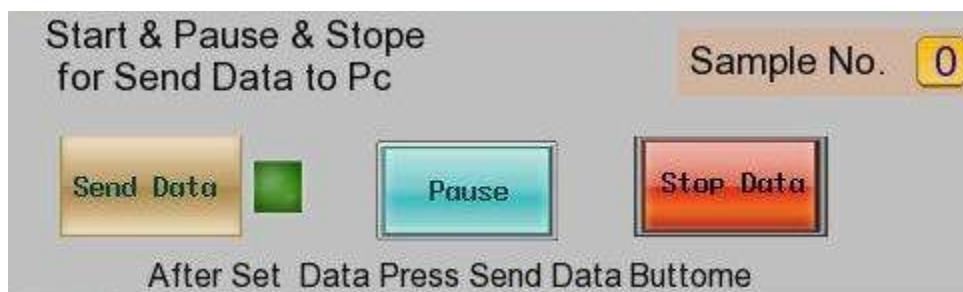 Start & Pause & Stope
for Send Data to Pc
Sample No. 0
Send Data
Pause
Stop Data
After Set Data Press Send Data Buttome